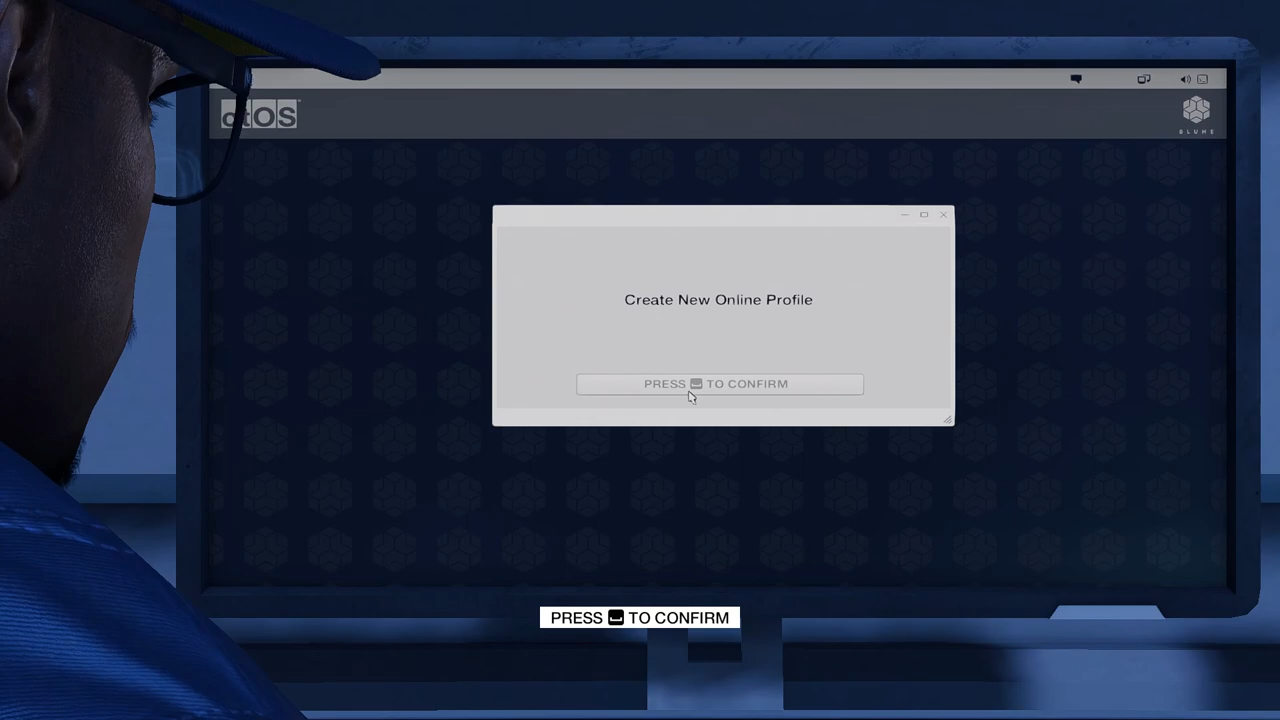 ctOS
BLUME
Create New Online Profile
PRESS TO CONFIRM
PRESS TO CONFIRM